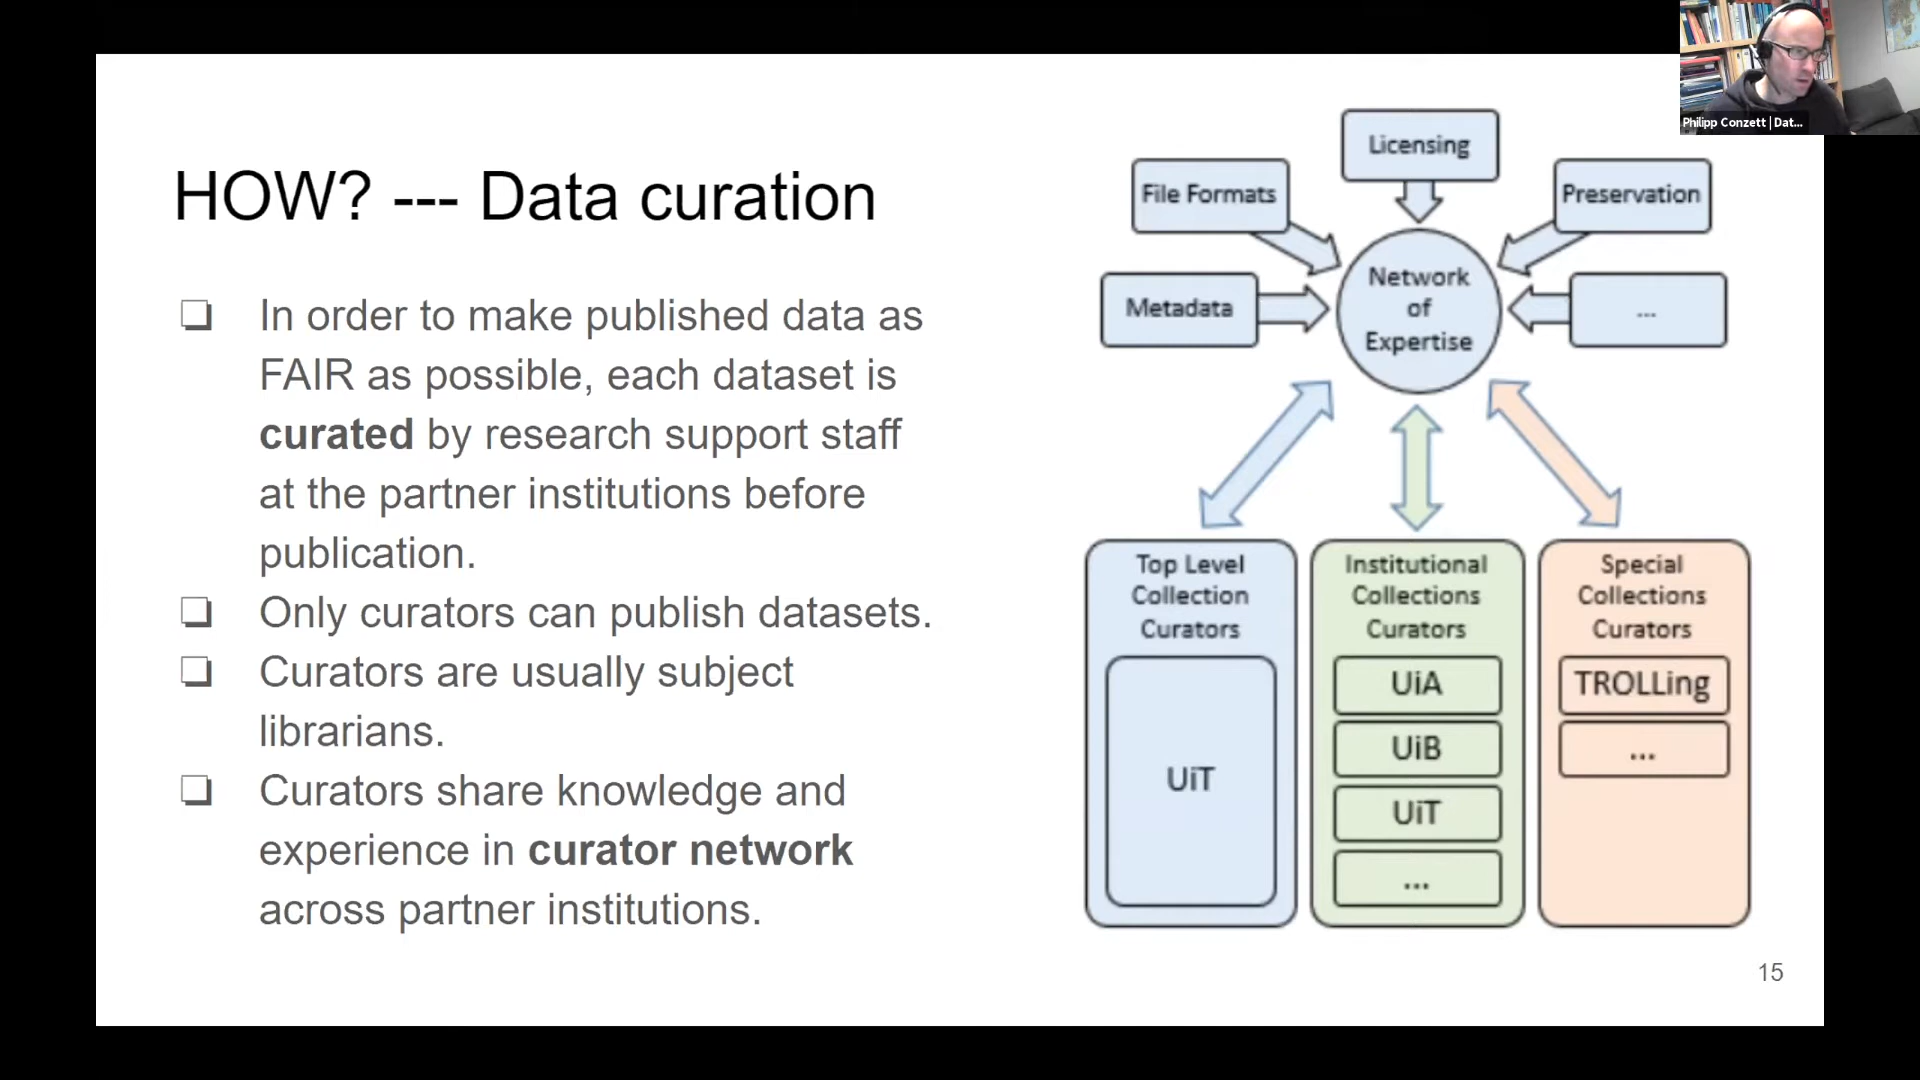 Philipp Conzett | Dat...
HOW? --- Data curation
❏ In order to make published data as
FAIR as possible, each dataset is
curated by research support staff
at the partner institutions before
publication.
❏ Only curators can publish datasets.
❏ Curators are usually subject
librarians.
❏ Curators share knowledge and
experience in curator network
across partner institutions.
Licensing
File Formats
Preservation
Metadata
Network
of
Expertise
...
Top Level
Collection
Curators
UiT
Institutional
Collections
Curators
UiA
UiB
UiT
...
Special
Collections
Curators
TROLLing
...
15